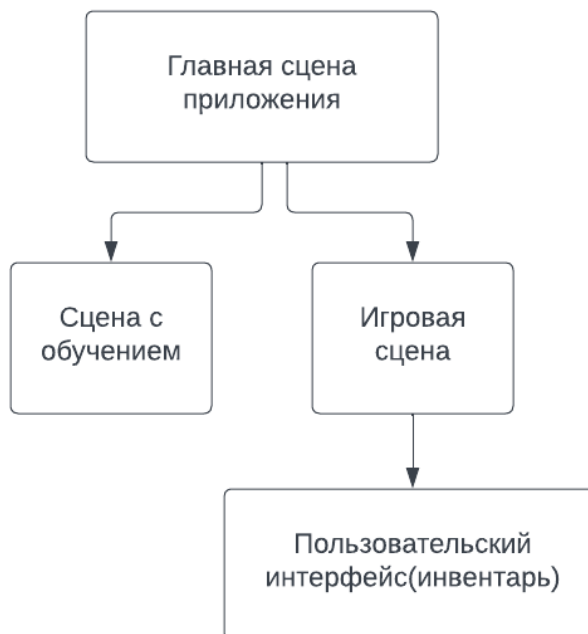 Главная сцена
приложения
Сцена с
обучением
Игровая
сцена
Пользовательский
интерфейс(инвентарь)